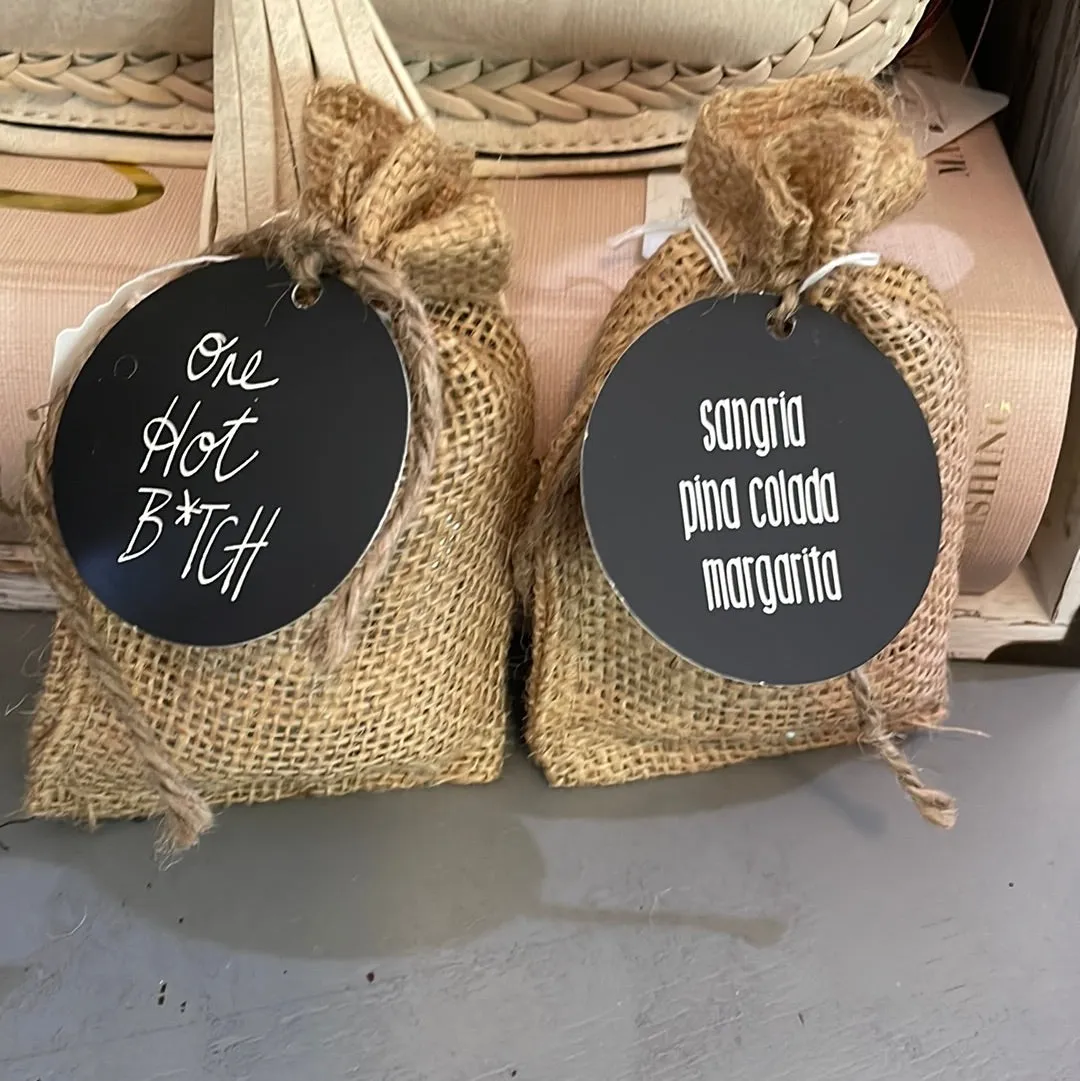 One
Hot
B*TCH
sangria
pina colada
margarita